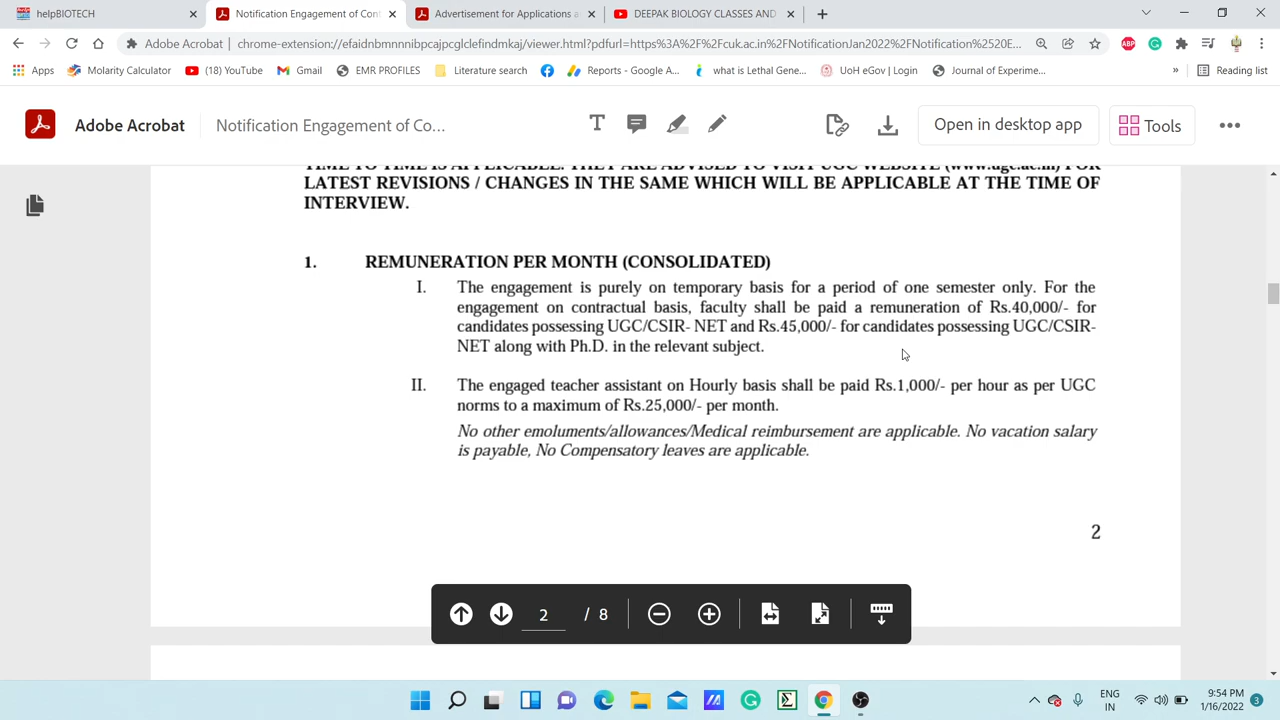 helpBIOTECH
Notification Engagement of Con
Advertisement for Applications a
DEEPAK BIOLOGY CLASSES AND
Adobe Acrobat | chrome-extension://efaidnbmnnnibpcajpcglclefindmkaj/viewer.html?pdfurl=https%3A%2F%2Fcuk.ac.in%2FNotificationJan2022%2FNotification%2520E...
Apps
Molarity Calculator
(18) YouTube
Gmail
EMR PROFILES
Literature search
Reports - Google A...
what is Lethal Gene...
UoH eGov | Login
Journal of Experime...
»
Reading list
Adobe Acrobat
Notification Engagement of Co...
Open in desktop app
Tools
TIME TO TIME IS APPLICABLE. THEY ARE ADVISED TO VISIT UGC WEBSITE (www.ugc.ac.in) FOR
LATEST REVISIONS / CHANGES IN THE SAME WHICH WILL BE APPLICABLE AT THE TIME OF
INTERVIEW.
1. REMUNERATION PER MONTH (CONSOLIDATED)
I. The engagement is purely on temporary basis for a period of one semester only. For the
engagement on contractual basis, faculty shall be paid a remuneration of Rs.40,000/- for
candidates possessing UGC/CSIR- NET and Rs.45,000/- for candidates possessing UGC/CSIR-
NET along with Ph.D. in the relevant subject.
II. The engaged teacher assistant on Hourly basis shall be paid Rs.1,000/- per hour as per UGC
norms to a maximum of Rs.25,000/- per month.
No other emoluments/allowances/Medical reimbursement are applicable. No vacation salary
is payable, No Compensatory leaves are applicable.
2
2 / 8
ENG
IN
9:54 PM
1/16/2022
3